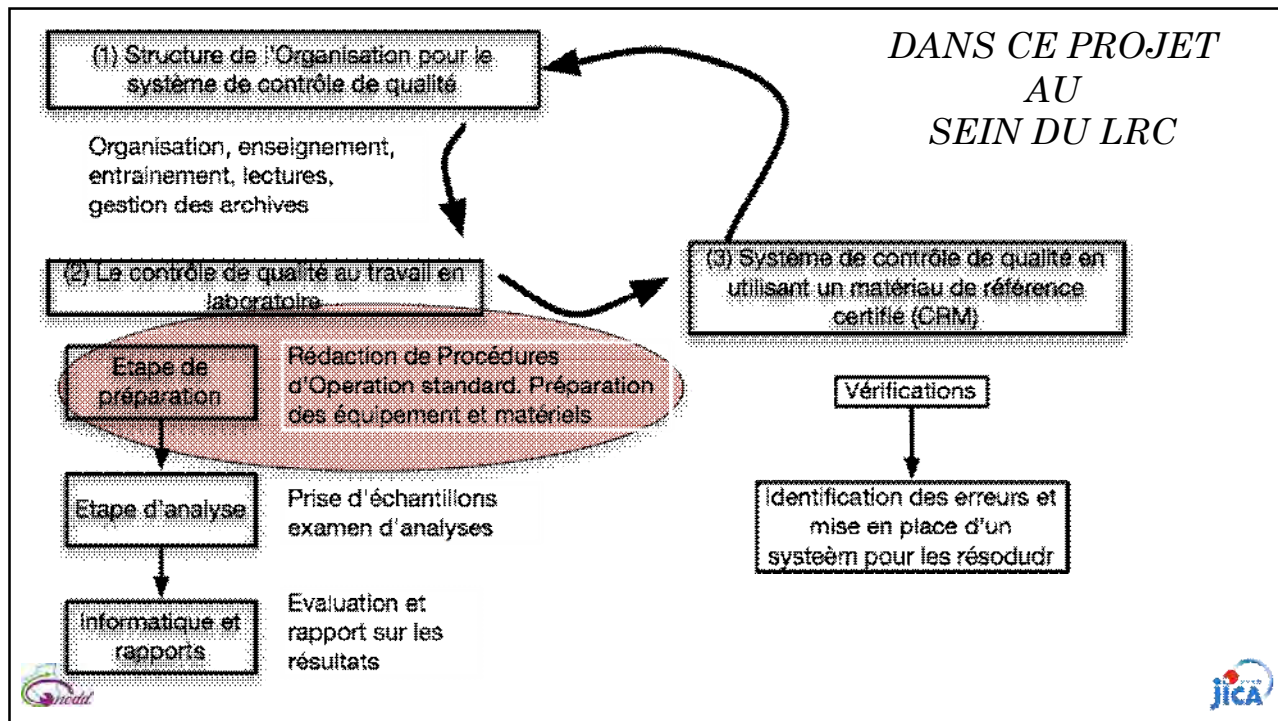 DANS CE PROJET
AU
SEIN DU LRC
(1) Structure de l'Organisation pour le
système de contrôle de qualité
Organisation, enseignement,
entrainement, lectures,
gestion des archives
(2) Le contrôle de qualité au travail en
laboratoire
(3) Système de contrôle de qualité en
utilisant un matériau de référence
certifié (CRM)
Etape de
préparation
Rédaction de Procédures
d'Operation standard. Préparation
des équipement et matériels
Etape d'analyse
Prise d'échantillons
examen d'analyses
Informatique et
rapports
Evaluation et
rapport sur les
résultats
Vérifications
Identification des erreurs et
mise en place d'un
systeèm pour les résodudr
jICA